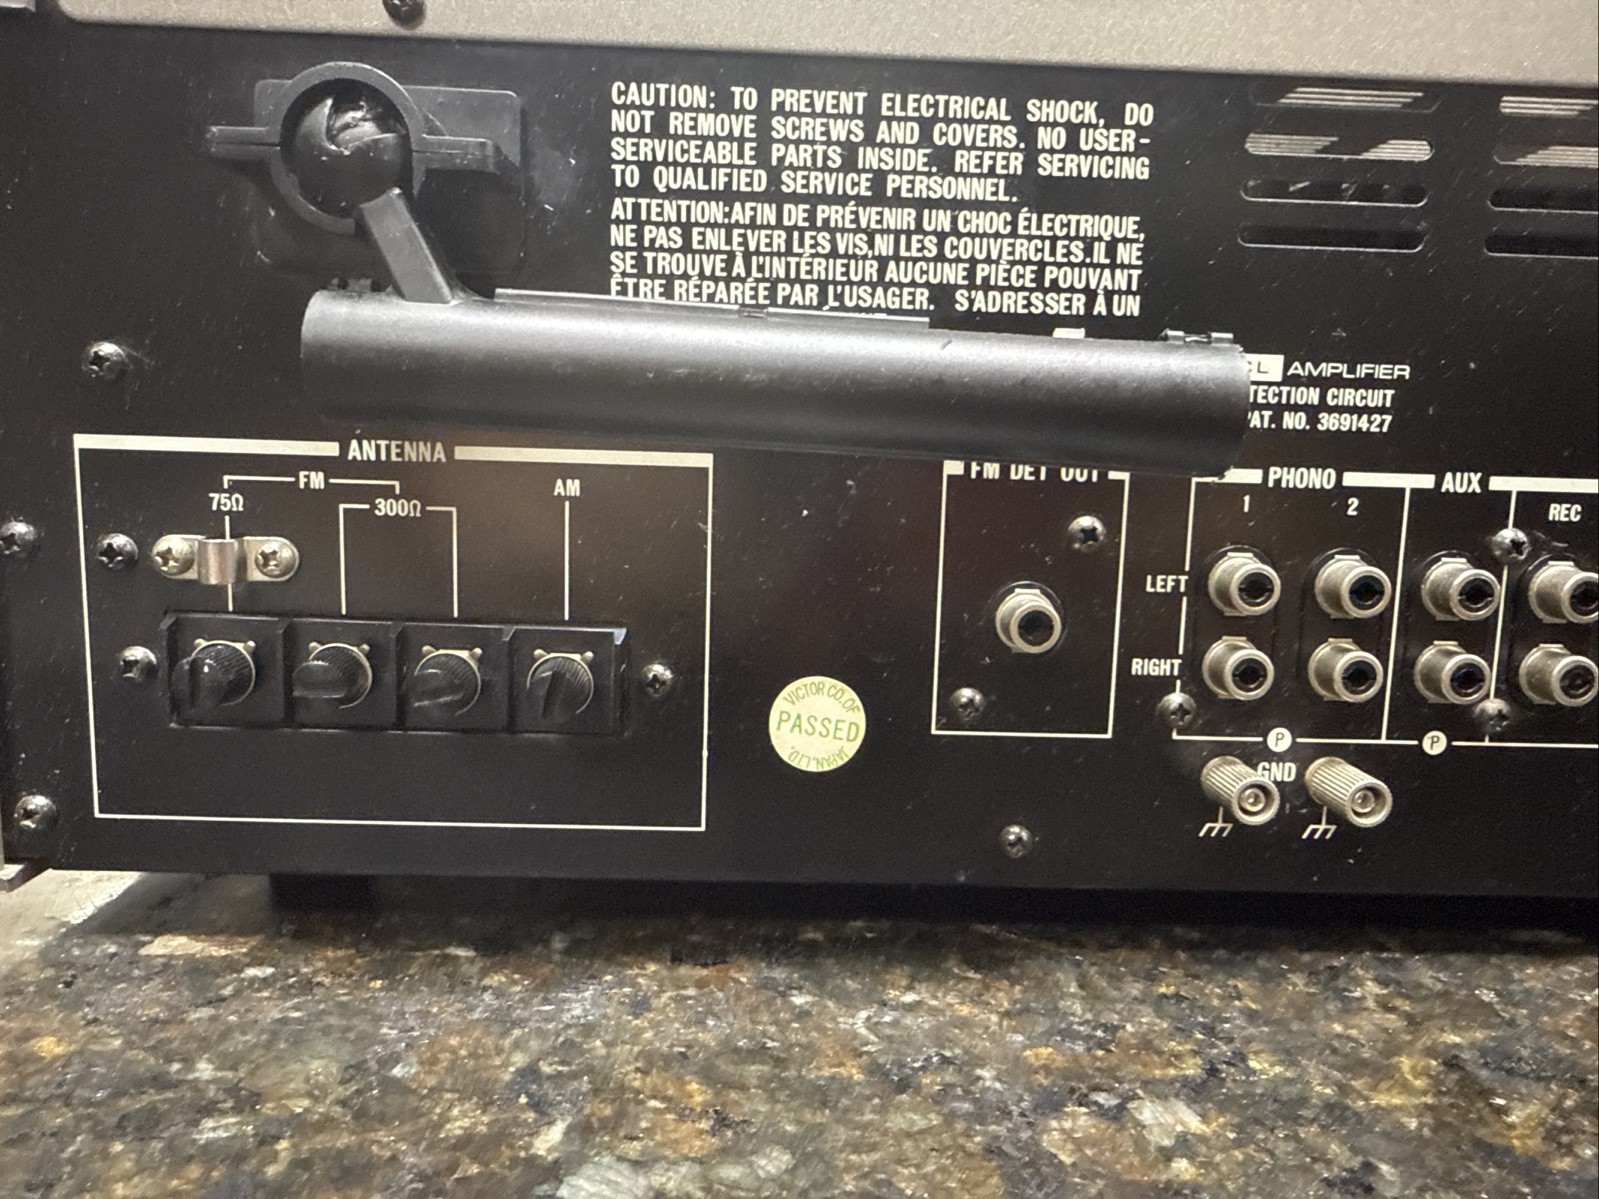 CAUTION: TO PREVENT ELECTRICAL SHOCK, DO
NOT REMOVE SCREWS AND COVERS. NO USER-
SERVICEABLE PARTS INSIDE. REFER SERVICING
TO QUALIFIED SERVICE PERSONNEL.
ATTENTION:AFIN DE PRÉVENIR UN CHOC ÉLECTRIQUE,
NE PAS ENLEVER LES VIS,NI LES COUVERCLES.IL NE
SE TROUVE À L'INTÉRIEUR AUCUNE PIÈCE POUVANT
ÊTRE RÉPARÉE PAR L'USAGER. S'ADRESSER À UN
CL AMPLIFIER
TECTION CIRCUIT
PAT. NO. 3691427
ANTENNA
FM
75Ω
300Ω
AM
FM DET OUT
PHONO
1
2
AUX
REC
LEFT
RIGHT
P
P
GND
VICTOR CO. OF
PASSED
JAPAN, LTD.